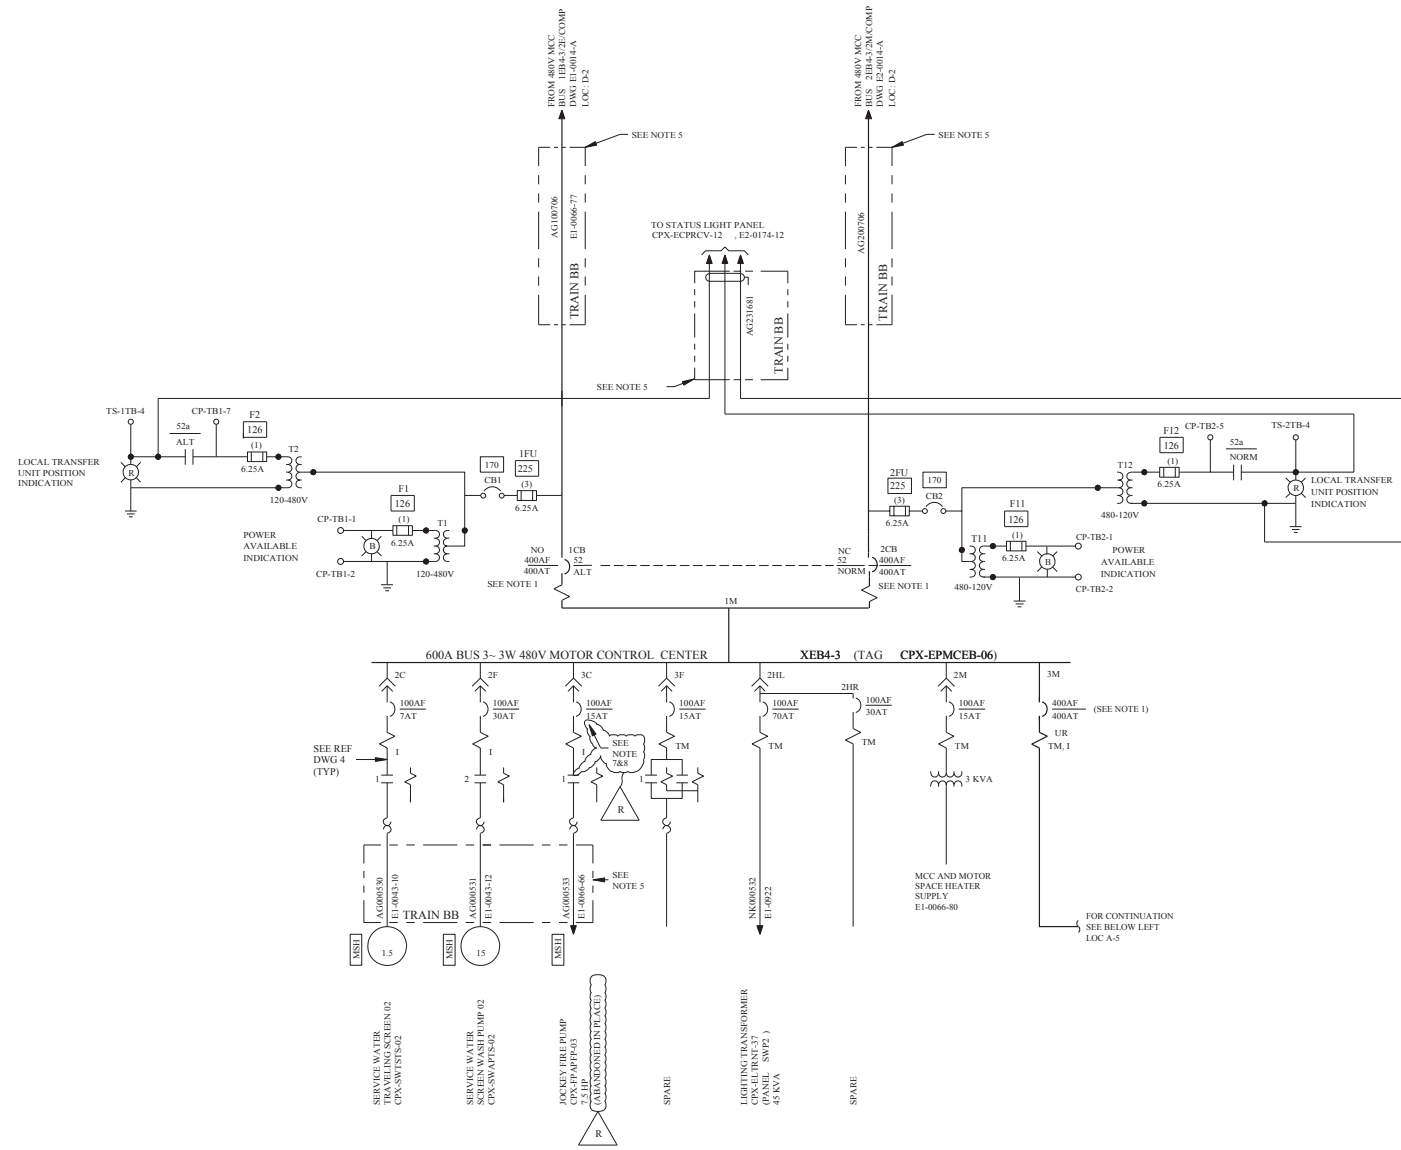 FROM 480V MCC
BUS 1EB4-3/2E/COMP
DWG E1-0014-A
LOC: D-2
FROM 480V MCC
BUS 2EB4-3/2M/COMP
DWG E2-0014-A
LOC: D-2
SEE NOTE 5
SEE NOTE 5
AG100706
E1-0066-77
TRAIN BB
TO STATUS LIGHT PANEL
CPX-ECPRCV-12 , E2-0174-12
AG231681
TRAIN BB
SEE NOTE 5
AG200706
TRAIN BB
TS-1TB-4
52a
ALT
CP-TB1-7
F2
126
(1)
6.25A
T2
120-480V
LOCAL TRANSFER
UNIT POSITION
INDICATION
R
170
CB1
1FU
225
(3)
6.25A
F1
126
(1)
6.25A
T1
120-480V
CP-TB1-1
B
CP-TB1-2
POWER
AVAILABLE
INDICATION
2FU
225
(3)
6.25A
170
CB2
T12
480-120V
F12
126
(1)
6.25A
CP-TB2-5
52a
NORM
TS-2TB-4
R
LOCAL TRANSFER
UNIT POSITION
INDICATION
T11
480-120V
F11
126
(1)
6.25A
CP-TB2-1
B
CP-TB2-2
POWER
AVAILABLE
INDICATION
NO
400AF
400AT
1CB
52
ALT
SEE NOTE 1
NC
52
NORM
2CB
400AF
400AT
SEE NOTE 1
1M
600A BUS 3~ 3W 480V MOTOR CONTROL CENTER XEB4-3 (TAG CPX-EPMCEB-06)
2C
100AF
7AT
I
1
SEE REF
DWG 4
(TYP)
2F
100AF
30AT
I
2
3C
100AF
15AT
I
1
SEE
NOTE
7&8
R
3F
100AF
15AT
TM
1
2HL
100AF
70AT
TM
2HR
100AF
30AT
TM
2M
100AF
15AT
TM
3 KVA
3M
400AF
400AT
(SEE NOTE 1)
UR
TM, I
AG000530
E1-0043-10
TRAIN BB
AG000531
E1-0043-12
AG000533
E1-0066-66
SEE
NOTE 5
NK000532
E1-0922
MCC AND MOTOR
SPACE HEATER
SUPPLY
E1-0066-80
FOR CONTINUATION
SEE BELOW LEFT
LOC A-5
MSH
1.5
MSH
15
MSH
SERVICE WATER
TRAVELING SCREEN 02
CPX-SWTSTS-02
SERVICE WATER
SCREEN WASH PUMP 02
CPX-SWAPTS-02
JOCKEY FIRE PUMP
CPX-FPAPFP-03
7.5 HP
(ABANDONED IN PLACE)
R
SPARE
LIGHTING TRANSFORMER
CPX-ELTRNT-37
(PANEL SWP2 )
45 KVA
SPARE